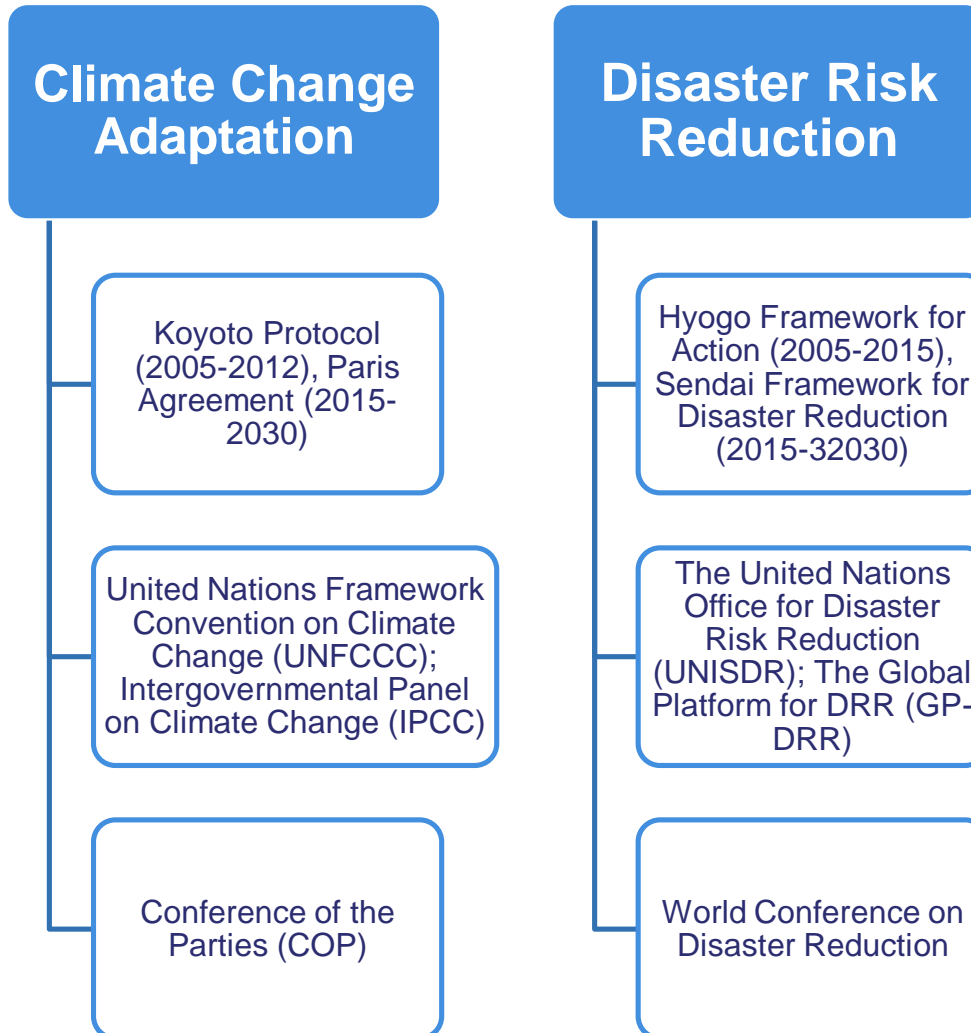 Climate Change
Adaptation
Koyoto Protocol
(2005-2012), Paris
Agreement (2015-
2030)
United Nations Framework
Convention on Climate
Change (UNFCCC);
Intergovernmental Panel
on Climate Change (IPCC)
Conference of the
Parties (COP)
Disaster Risk
Reduction
Hyogo Framework for
Action (2005-2015),
Sendai Framework for
Disaster Reduction
(2015-32030)
The United Nations
Office for Disaster
Risk Reduction
(UNISDR); The Global
Platform for DRR (GP-
DRR)
World Conference on
Disaster Reduction